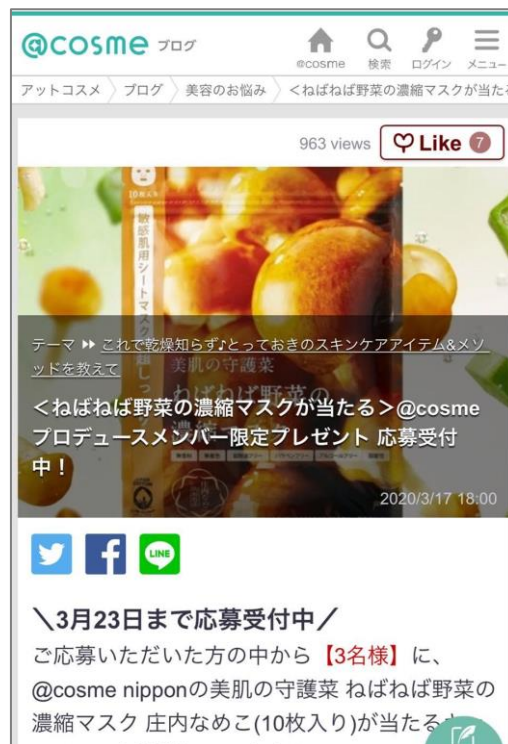 @cosme ブログ
@cosme 検索 ログイン メニュー
アットコスメ 〉 ブログ 〉 美容のお悩み 〉 <ねばねば野菜の濃縮マスクが当た
963 views Like 7
10枚入り
敏感肌用シートマスク
テーマ ▸▸ これで乾燥知らず♪とっておきのスキンケアアイテム&メソ
ッドを教えて
美肌の守護菜
ねばねば野菜の
濃縮マスク
<ねばねば野菜の濃縮マスクが当たる>@cosme
プロデュースメンバー限定プレゼント 応募受付
中！
2020/3/17 18:00
LINE
＼3月23日まで応募受付中／
ご応募いただいた方の中から【3名様】に、
@cosme nipponの美肌の守護菜 ねばねば野菜の
濃縮マスク 庄内なめこ(10枚入り)が当たる